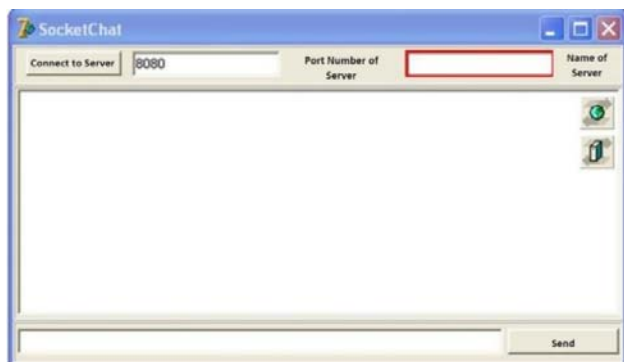 SocketChat
Connect to Server
8080
Port Number of
Server
Name of
Server
Send